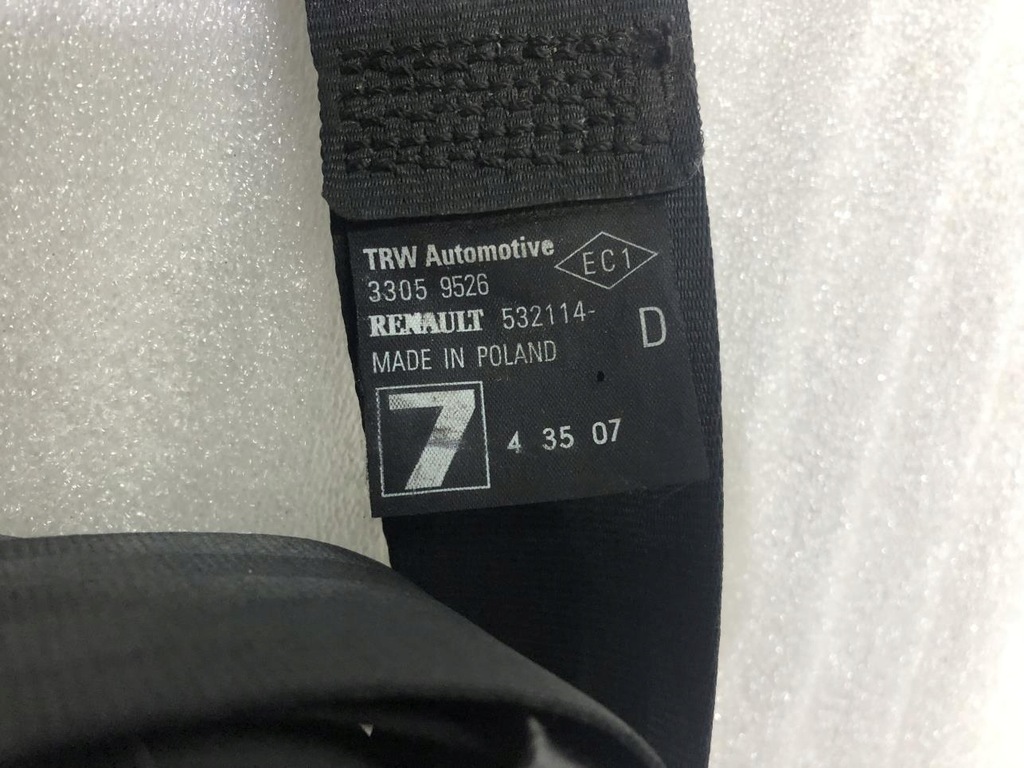 TRW Automotive EC1
3305 9526
RENAULT 532114- D
MADE IN POLAND
7 4 35 07